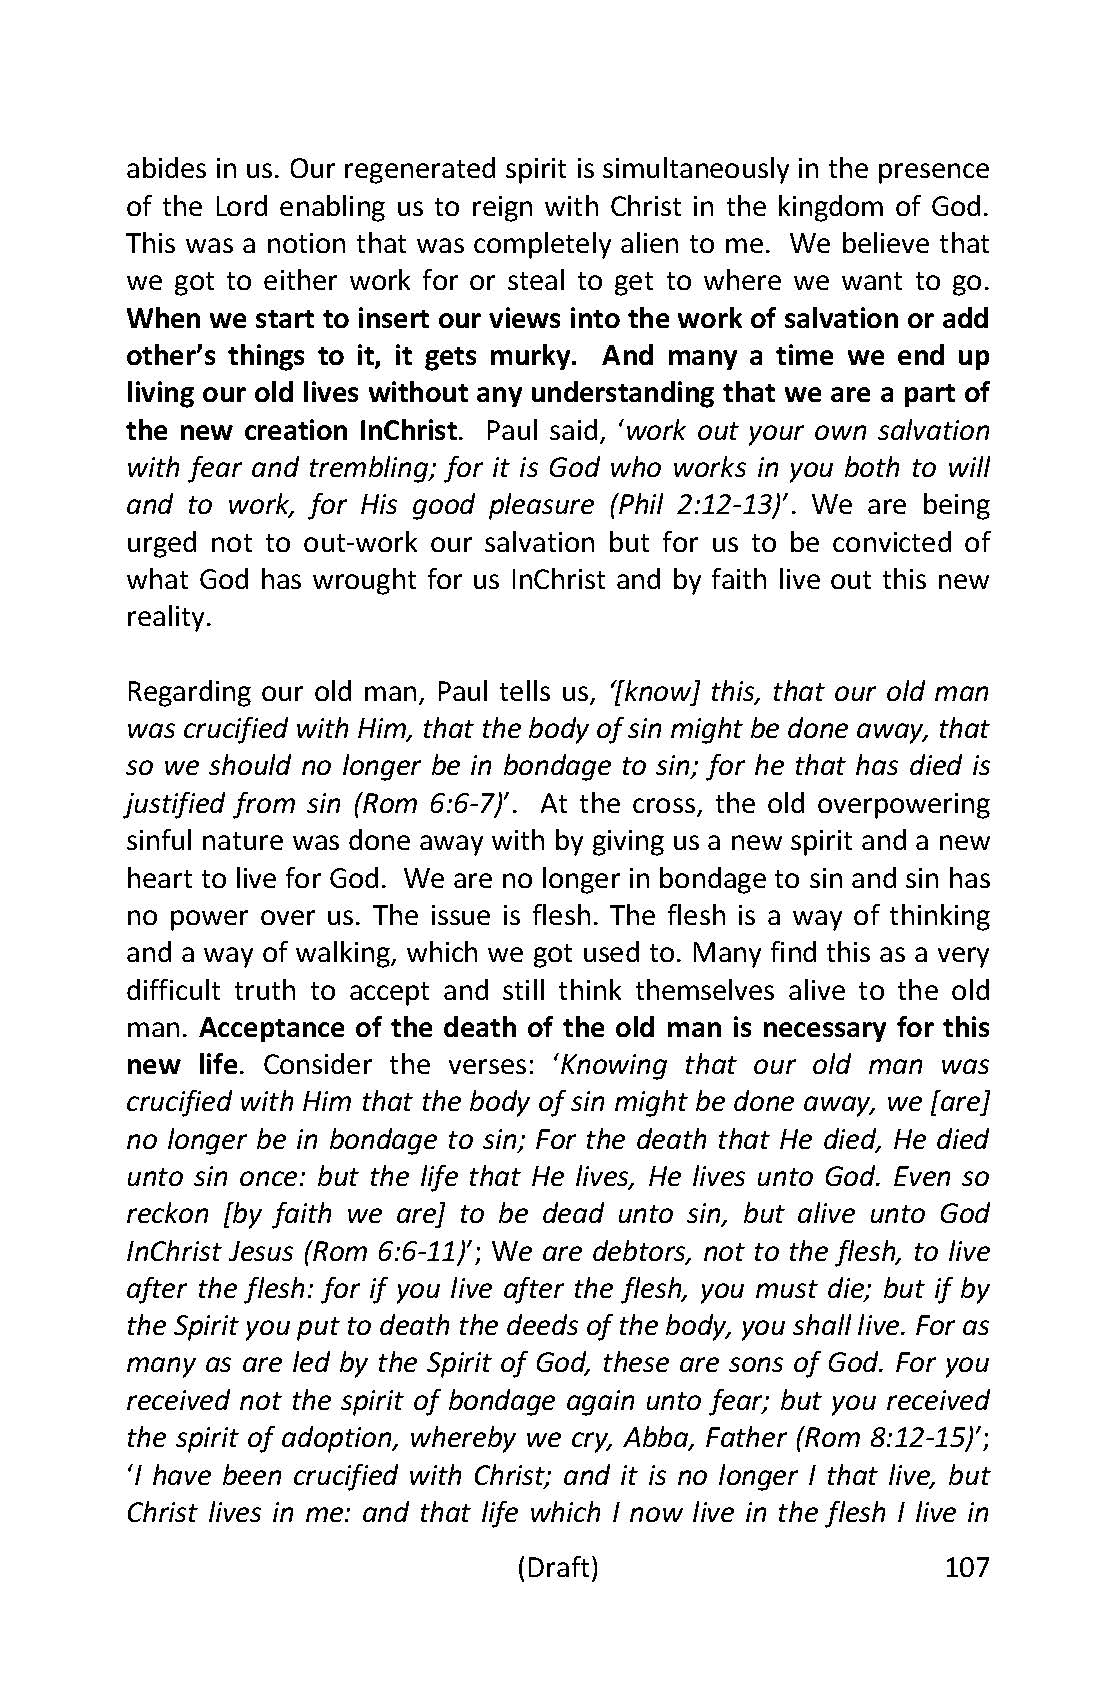 abides in us. Our regenerated spirit is simultaneously in the presence
of the Lord enabling us to reign with Christ in the kingdom of God.
This was a notion that was completely alien to me.  We believe that
we got to either work for or steal to get to where we want to go.
When we start to insert our views into the work of salvation or add
other’s things to it, it gets murky.  And many a time we end up
living our old lives without any understanding that we are a part of
the new creation InChrist.  Paul said, ‘work out your own salvation
with fear and trembling; for it is God who works in you both to will
and to work, for His good pleasure (Phil 2:12-13)’. We are being
urged not to out-work our salvation but for us to be convicted of
what God has wrought for us InChrist and by faith live out this new
reality.

Regarding our old man, Paul tells us, ‘[know] this, that our old man
was crucified with Him, that the body of sin might be done away, that
so we should no longer be in bondage to sin; for he that has died is
justified from sin (Rom 6:6-7)’.  At the cross, the old overpowering
sinful nature was done away with by giving us a new spirit and a new
heart to live for God.  We are no longer in bondage to sin and sin has
no power over us. The issue is flesh. The flesh is a way of thinking
and a way of walking, which we got used to. Many find this as a very
difficult truth to accept and still think themselves alive to the old
man. Acceptance of the death of the old man is necessary for this
new life. Consider the verses: ‘Knowing that our old man was
crucified with Him that the body of sin might be done away, we [are]
no longer be in bondage to sin; For the death that He died, He died
unto sin once: but the life that He lives, He lives unto God. Even so
reckon [by faith we are] to be dead unto sin, but alive unto God
InChrist Jesus (Rom 6:6-11)’; We are debtors, not to the flesh, to live
after the flesh: for if you live after the flesh, you must die; but if by
the Spirit you put to death the deeds of the body, you shall live. For as
many as are led by the Spirit of God, these are sons of God. For you
received not the spirit of bondage again unto fear; but you received
the spirit of adoption, whereby we cry, Abba, Father (Rom 8:12-15)’;
‘I have been crucified with Christ; and it is no longer I that live, but
Christ lives in me: and that life which I now live in the flesh I live in
(Draft) 107